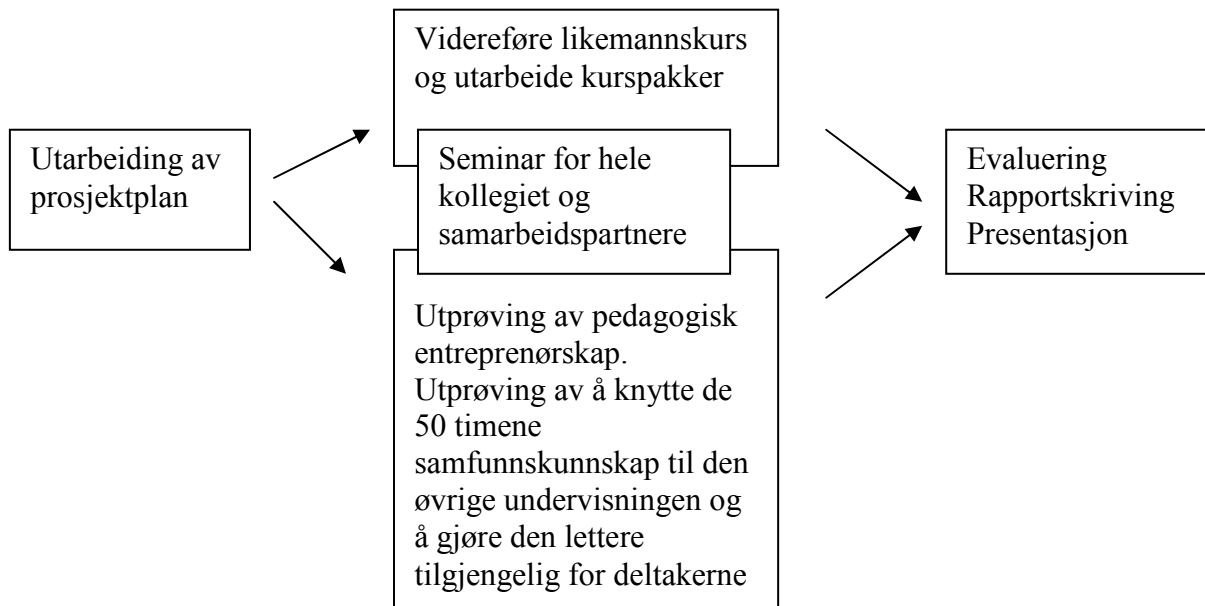 Utarbeiding av
prosjektplan
Videreføre likemannskurs
og utarbeide kurspakker
Seminar for hele
kollegiet og
samarbeidspartnere
Utprøving av pedagogisk
entreprenørskap.
Utprøving av å knytte de
50 timene
samfunnskunnskap til den
øvrige undervisningen og
å gjøre den lettere
tilgjengelig for deltakerne
Evaluering
Rapportskriving
Presentasjon